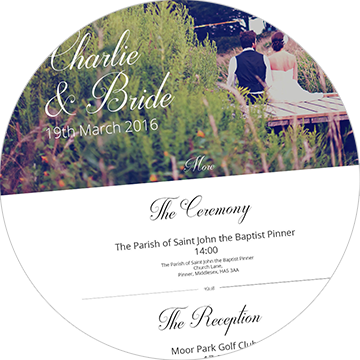 Charlie
& Bride
19th March 2016
More
The Ceremony
The Parish of Saint John the Baptist Pinner
14:00
The Parish of Saint John the Baptist Pinner
Church Lane,
Pinner, Middlesex, HA5 3AA
The Reception
Moor Park Golf Club